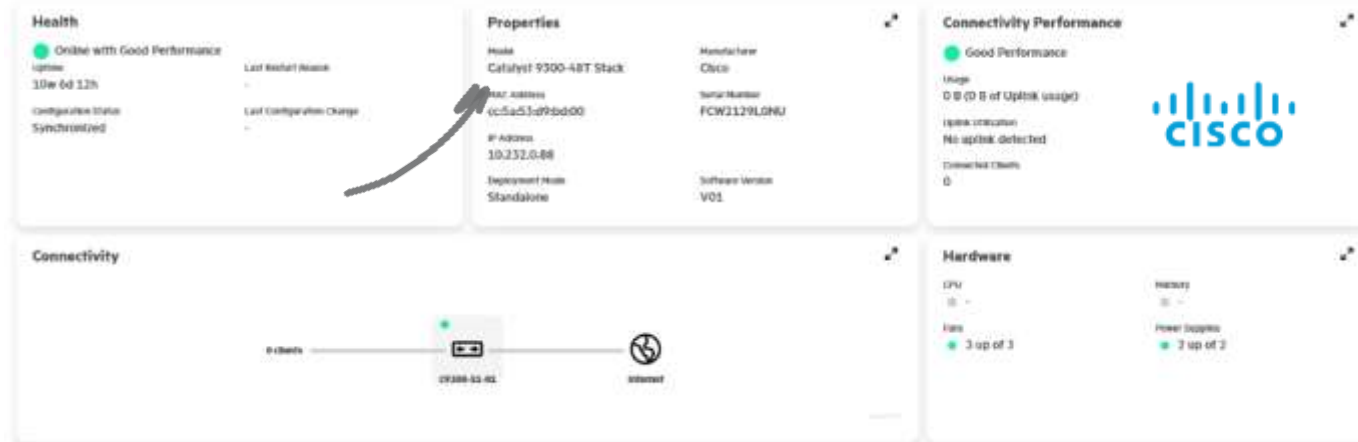 Health
Online with Good Performance
Uptime
10w 6d 12h
Last Restart Reason
-
Configuration Status
Synchronized
Last Configuration Change
-
Properties
Model
Catalyst 9300-48T Stack
Manufacturer
Cisco
MAC Address
cc:5a:53:d9:bd:00
Serial Number
FCW2129L0NU
IP Address
10.232.0.88
Deployment Mode
Standalone
Software Version
V01
Connectivity Performance
Good Performance
Usage
0 B (0 B of Uplink usage)
Uplink Utilization
No uplink detected
Connected Clients
0
CISCO
Connectivity
0 clients
Internet
Hardware
CPU
-
Memory
-
Fans
3 up of 3
Power Supplies
2 up of 2